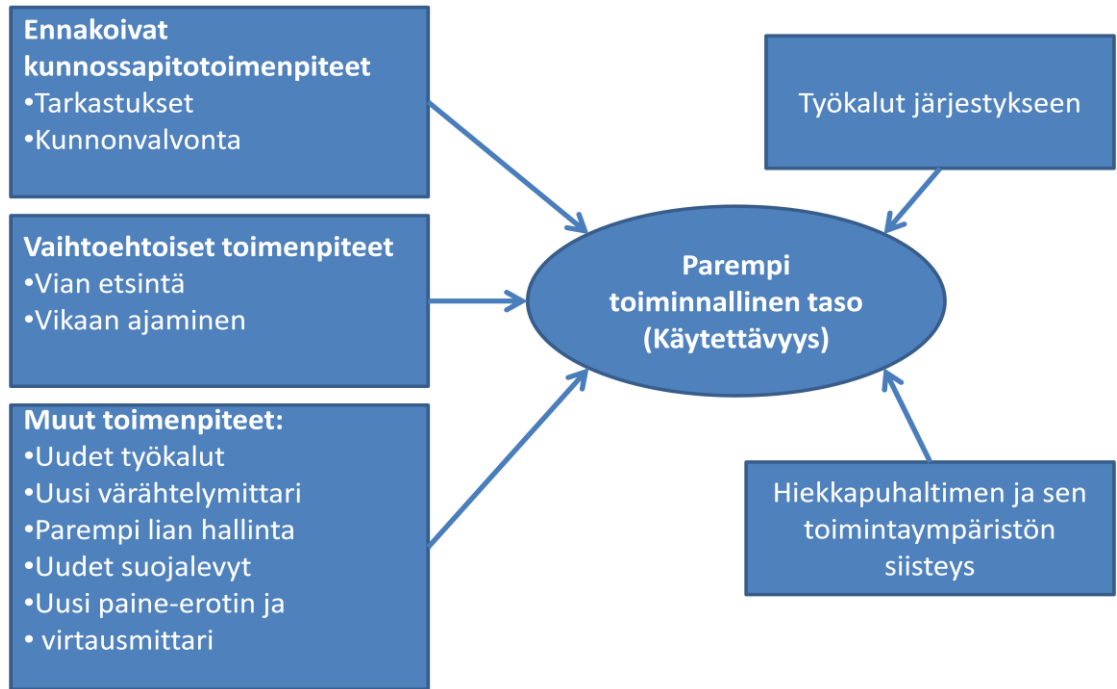 Ennakoivat
kunnossapitotoimenpiteet
•Tarkastukset
•Kunnonvalvonta
Vaihtoehtoiset toimenpiteet
•Vian etsintä
•Vikaan ajaminen
Muut toimenpiteet:
•Uudet työkalut
•Uusi värähtelymittari
•Parempi lian hallinta
•Uudet suojalevyt
•Uusi paine-erotin ja
• virtausmittari
Parempi
toiminnallinen taso
(Käytettävyys)
Työkalut järjestykseen
Hiekkapuhaltimen ja sen
toimintaympäristön
siisteys